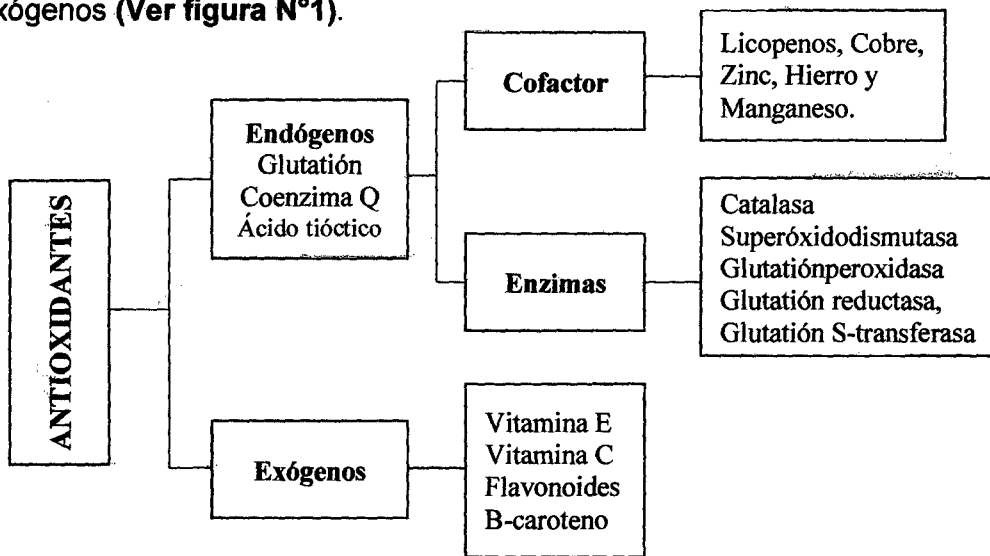 xógenos (Ver figura N°1).
ANTIOXIDANTES
Endógenos
Glutatión
Coenzima Q
Ácido tióctico
Cofactor
Licopenos, Cobre,
Zinc, Hierro y
Manganeso.
Enzimas
Catalasa
Superóxidodismutasa
Glutatiónperoxidasa
Glutatión reductasa,
Glutatión S-transferasa
Exógenos
Vitamina E
Vitamina C
Flavonoides
B-caroteno